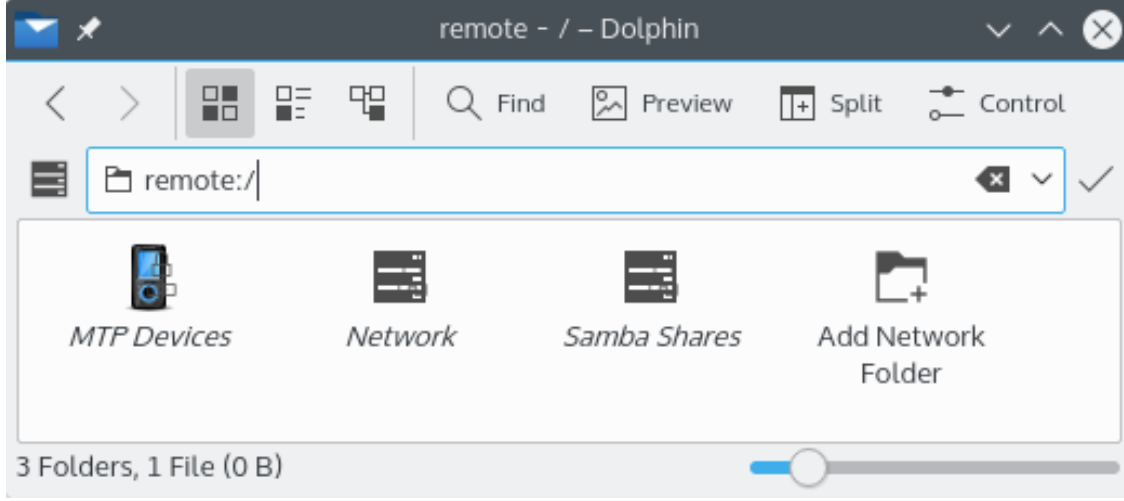 remote - / – Dolphin
Find Preview Split Control
remote:/
MTP Devices Network Samba Shares Add Network
Folder
3 Folders, 1 File (0 B)